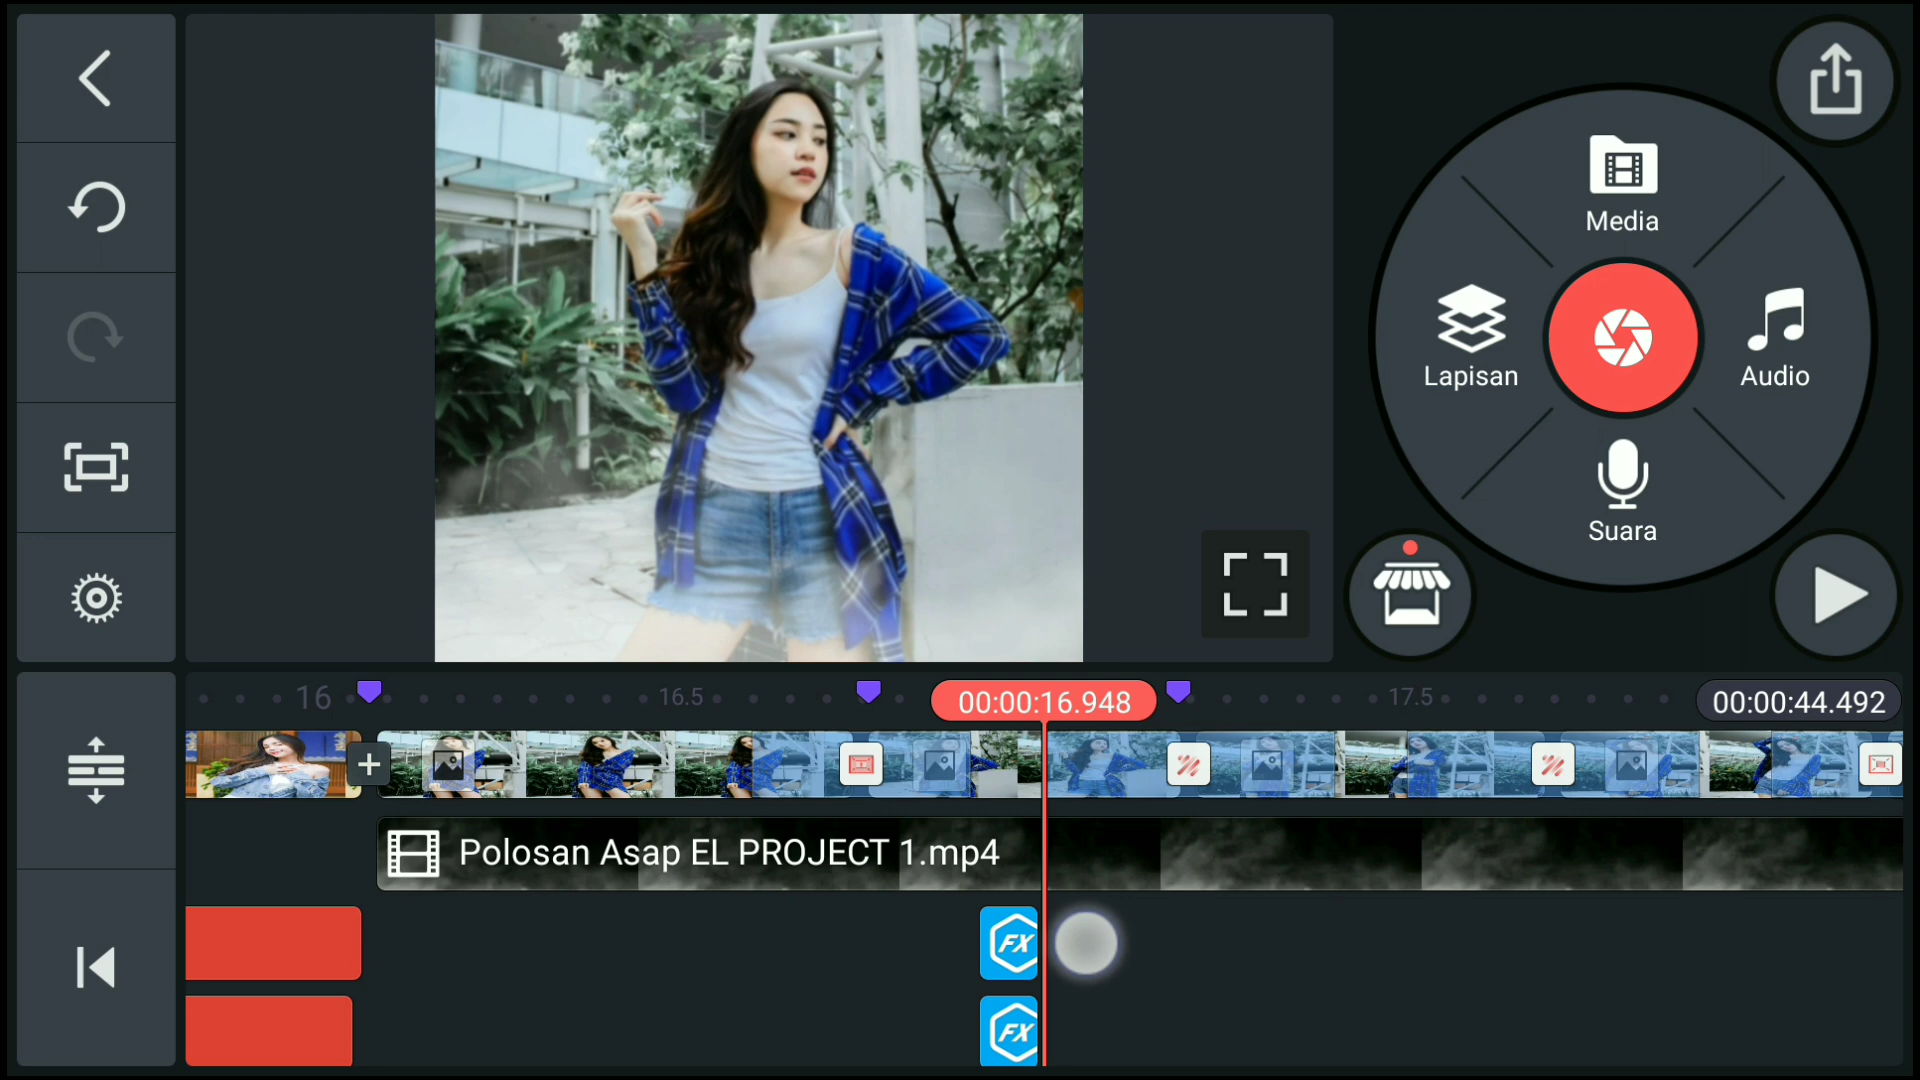 Media
Lapisan
Audio
Suara
16
16.5
00:00:16.948
17.5
00:00:44.492
Polosan Asap EL PROJECT 1.mp4
FX
FX